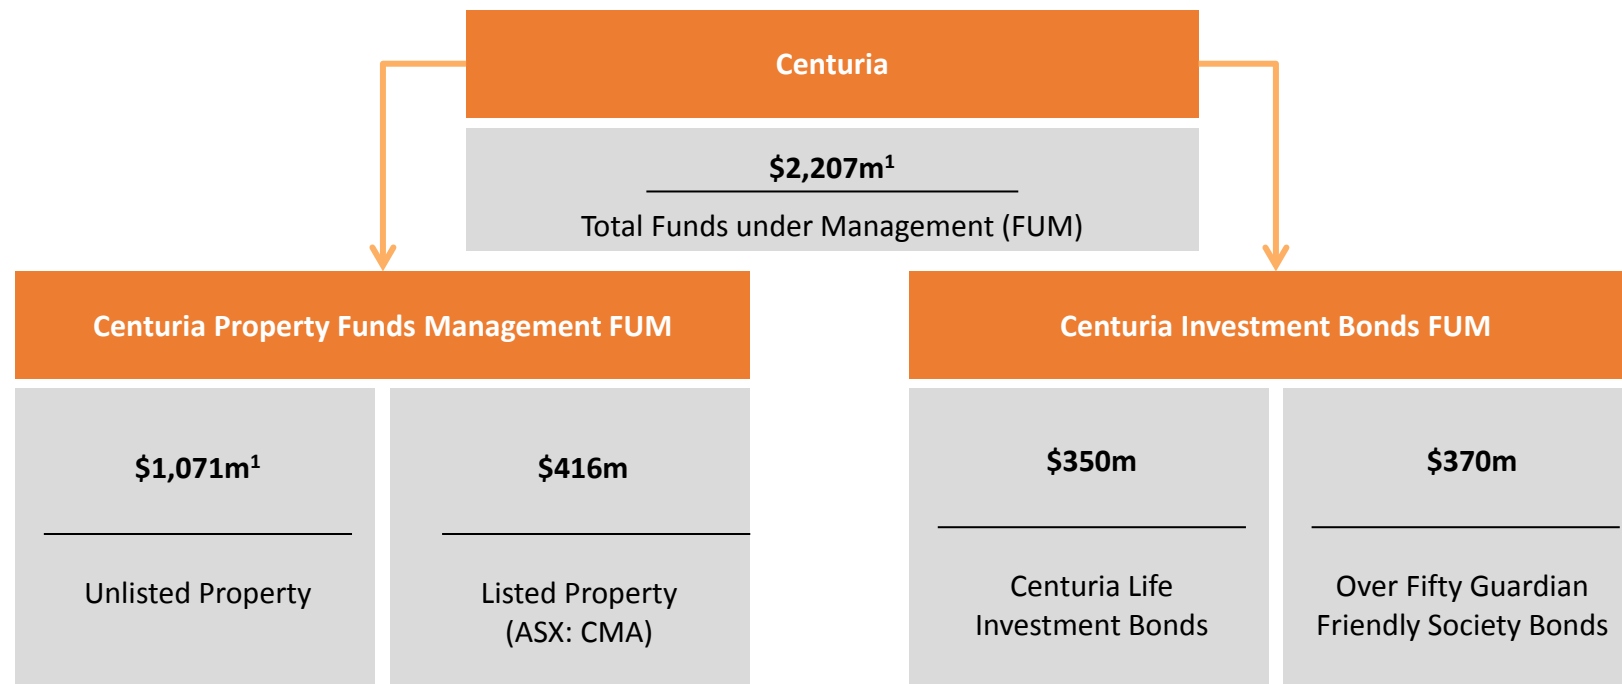 Centuria
$2,207m¹
Total Funds under Management (FUM)
Centuria Property Funds Management FUM
Centuria Investment Bonds FUM
$1,071m¹
Unlisted Property
$416m
Listed Property
(ASX: CMA)
$350m
Centuria Life
Investment Bonds
$370m
Over Fifty Guardian
Friendly Society Bonds